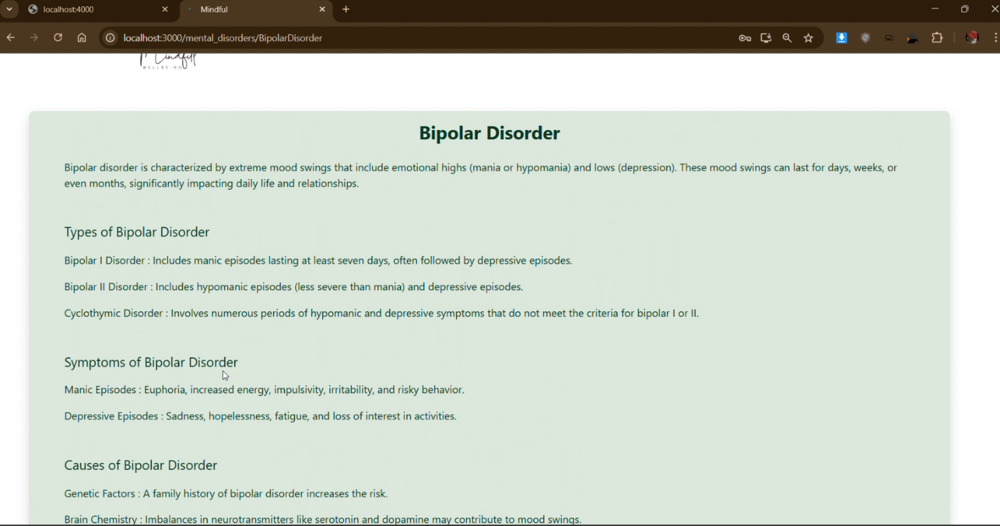 localhost:4000
Mindful
localhost:3000/mental_disorders/BipolarDisorder
WELLBEING
Bipolar Disorder
Bipolar disorder is characterized by extreme mood swings that include emotional highs (mania or hypomania) and lows (depression). These mood swings can last for days, weeks, or
even months, significantly impacting daily life and relationships.
Types of Bipolar Disorder
Bipolar I Disorder : Includes manic episodes lasting at least seven days, often followed by depressive episodes.
Bipolar II Disorder : Includes hypomanic episodes (less severe than mania) and depressive episodes.
Cyclothymic Disorder : Involves numerous periods of hypomanic and depressive symptoms that do not meet the criteria for bipolar I or II.
Symptoms of Bipolar Disorder
Manic Episodes : Euphoria, increased energy, impulsivity, irritability, and risky behavior.
Depressive Episodes : Sadness, hopelessness, fatigue, and loss of interest in activities.
Causes of Bipolar Disorder
Genetic Factors : A family history of bipolar disorder increases the risk.
Brain Chemistry : Imbalances in neurotransmitters like serotonin and dopamine may contribute to mood swings.